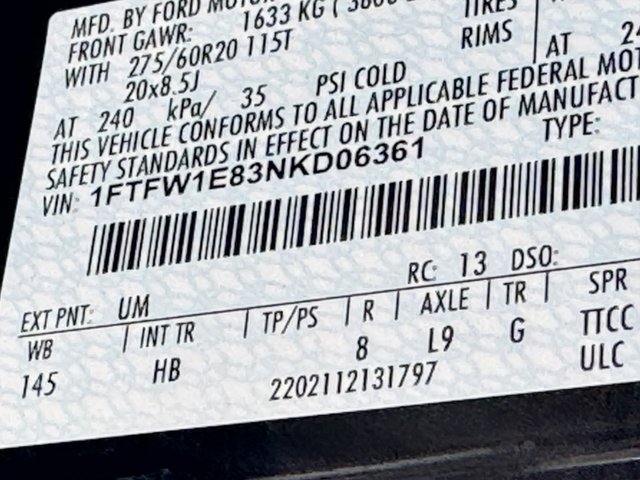 MFD. BY FORD MOTOR
FRONT GAWR: 1633 KG
WITH 275/60R20 115T TIRES
20x8.5J RIMS
AT 240 kPa/ 35 PSI COLD AT 24
THIS VEHICLE CONFORMS TO ALL APPLICABLE FEDERAL MOT
SAFETY STANDARDS IN EFFECT ON THE DATE OF MANUFACT
VIN: 1FTFW1E83NKD06361 TYPE:
EXT PNT: UM RC: 13 DSO:
WB | INT TR | TP/PS | R | AXLE | TR | SPR
145 HB 8 L9 G TTCC
2202112131797 ULC